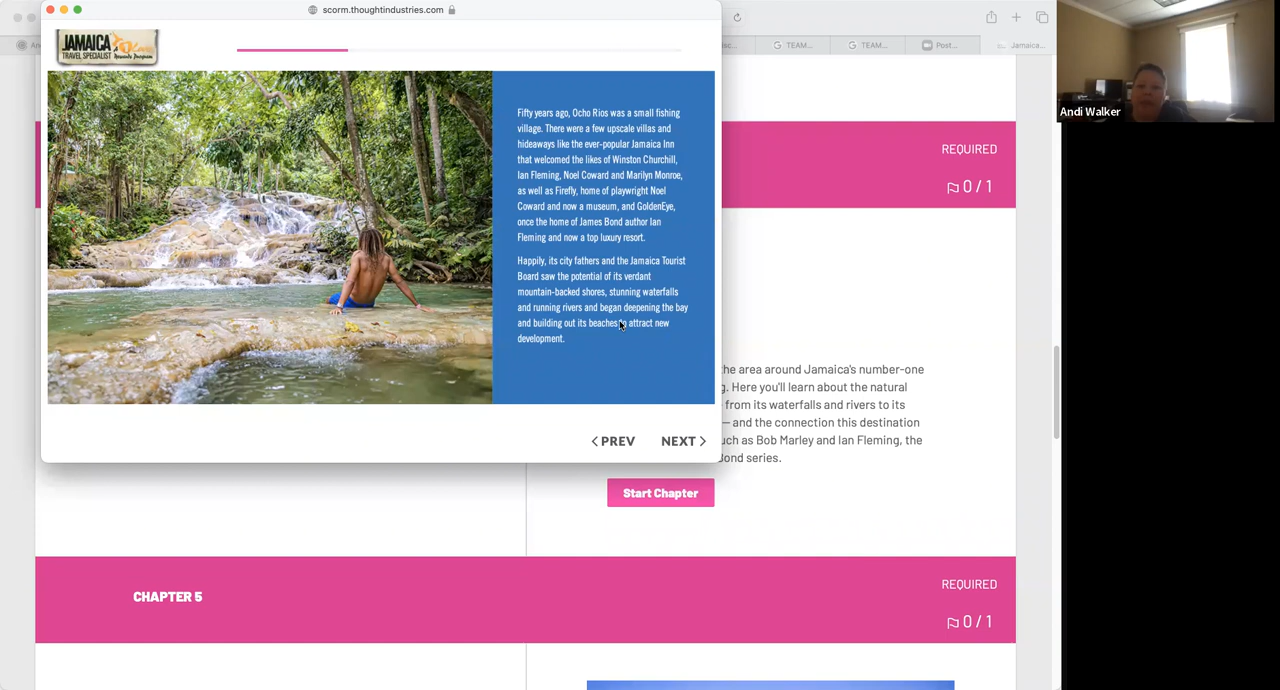 scorm.thoughtindustries.com
JAMAICA
TRAVEL SPECIALIST Rewards Program
TEAM...
TEAM...
Post...
Jamaica...
Fifty years ago, Ocho Rios was a small fishing
village. There were a few upscale villas and
hideaways like the ever-popular Jamaica Inn
that welcomed the likes of Winston Churchill,
Ian Fleming, Noel Coward and Marilyn Monroe,
as well as Firefly, home of playwright Noel
Coward and now a museum, and GoldenEye,
once the home of James Bond author Ian
Fleming and now a top luxury resort.
Happily, its city fathers and the Jamaica Tourist
Board saw the potential of its verdant
mountain-backed shores, stunning waterfalls
and running rivers and began deepening the bay
and building out its beaches to attract new
development.
PREV
NEXT
REQUIRED
0 / 1
the area around Jamaica's number-one
g. Here you'll learn about the natural
from its waterfalls and rivers to its
— and the connection this destination
such as Bob Marley and Ian Fleming, the
Bond series.
Start Chapter
CHAPTER 5
REQUIRED
0 / 1
Andi Walker